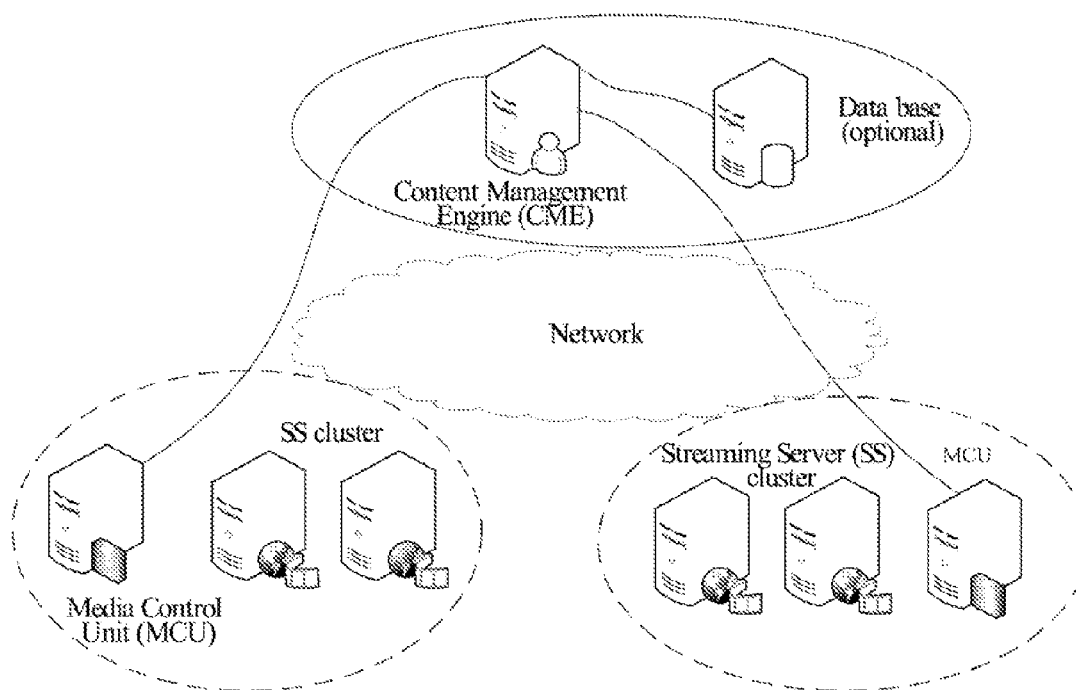 Data base
(optional)
Content Management
Engine (CME)
Network
SS cluster
Streaming Server (SS)
cluster
MCU
Media Control
Unit (MCU)